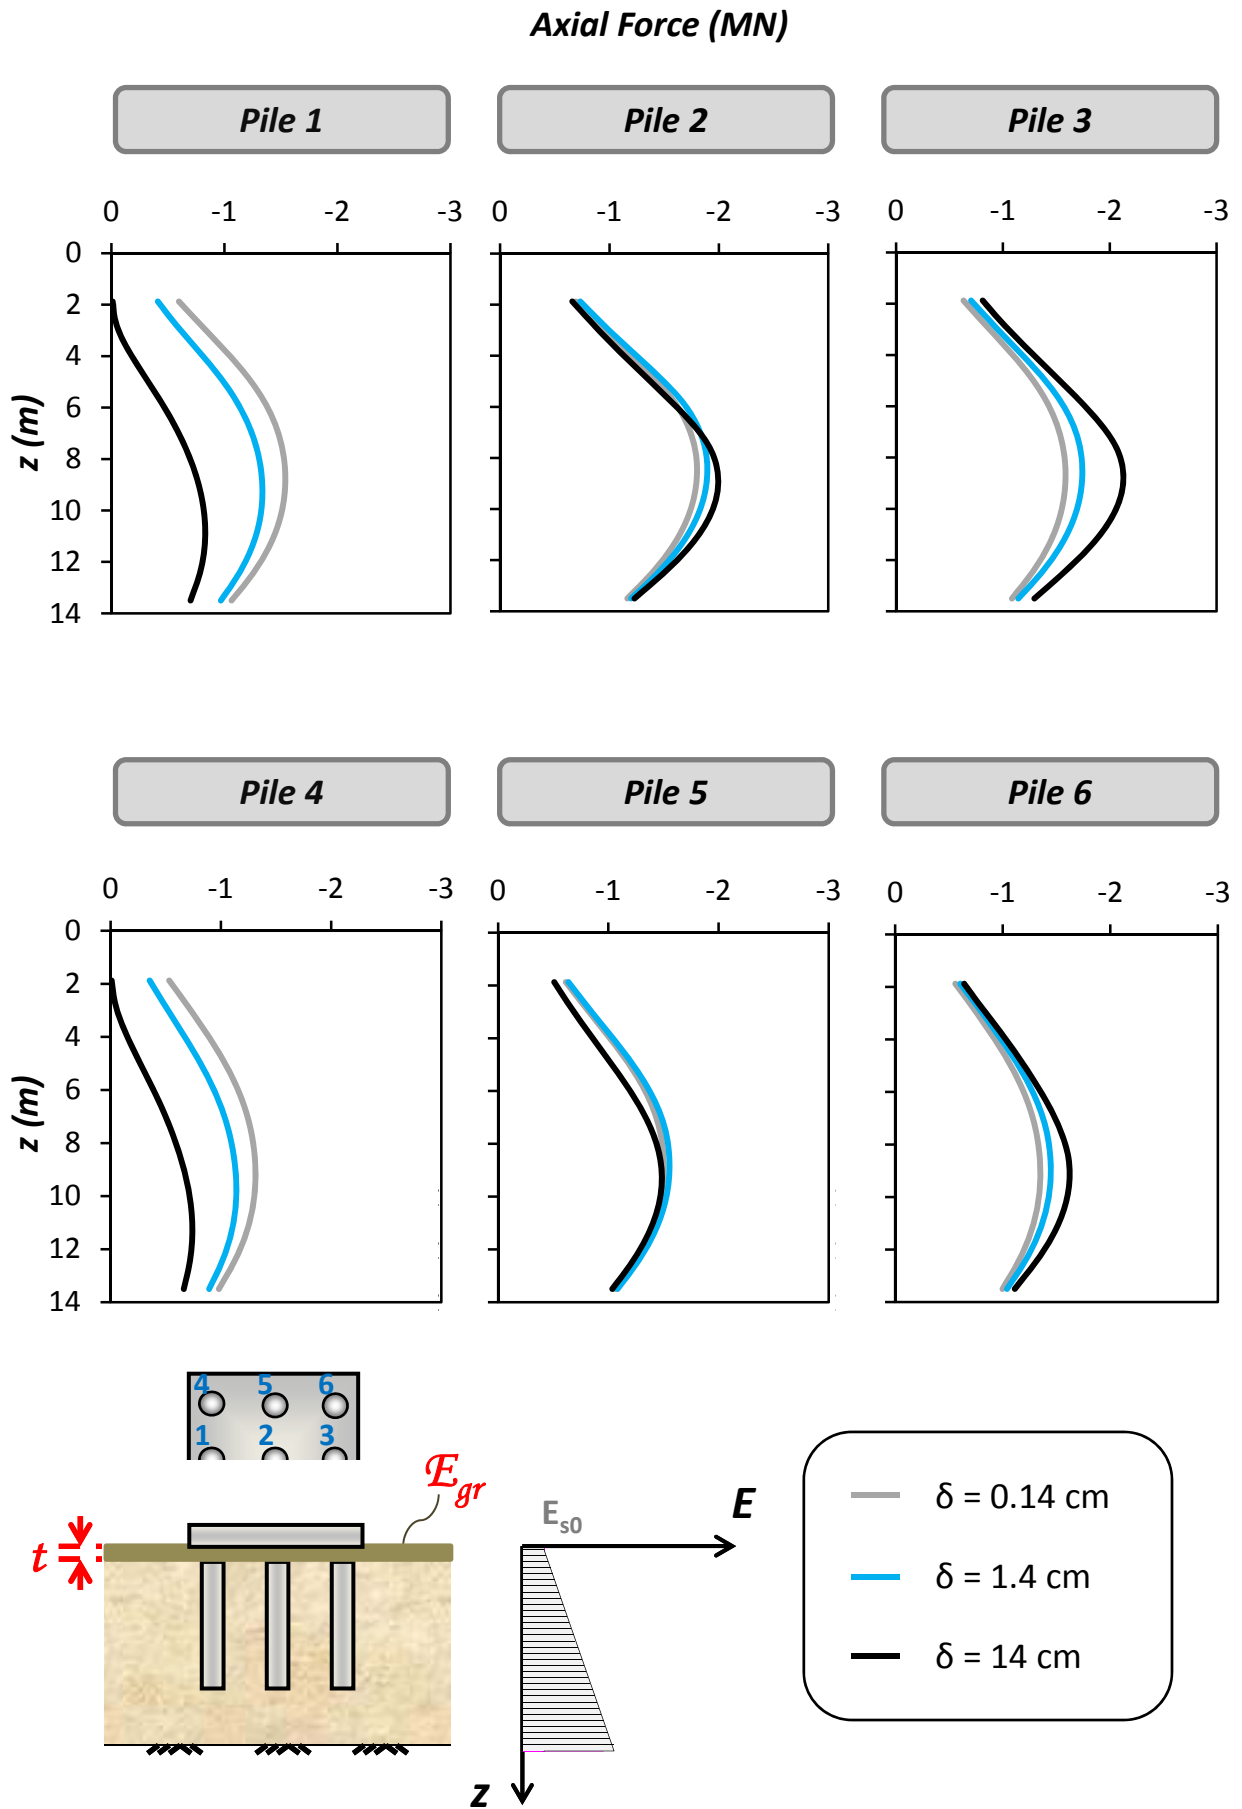 Axial Force (MN)
Pile 1 Pile 2 Pile 3
0 -1 -2 -3 0 -1 -2 -3 0 -1 -2 -3
0
2
4
6
8
10
12
14
z (m)
Pile 4 Pile 5 Pile 6
0 -1 -2 -3 0 -1 -2 -3 0 -1 -2 -3
0
2
4
6
8
10
12
14
z (m)
4 5 6
1 2 3
E_gr
t
E_s0
E
z
δ = 0.14 cm
δ = 1.4 cm
δ = 14 cm